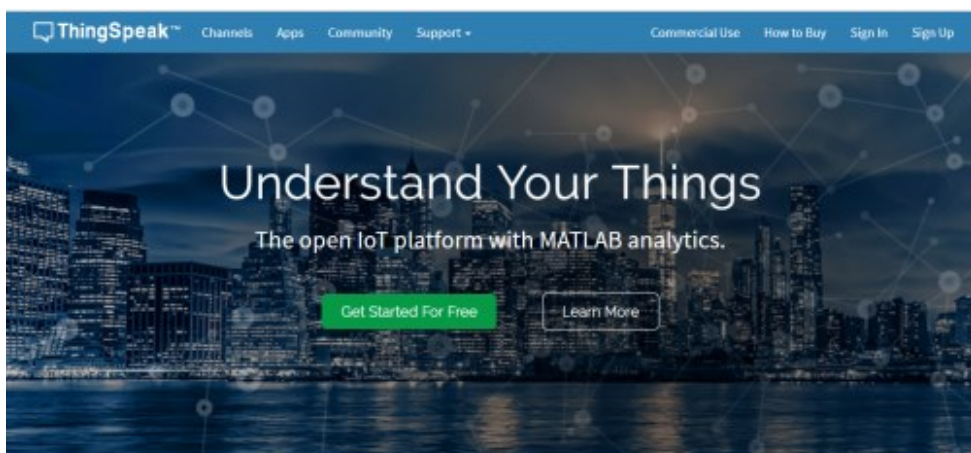 ThingSpeak™ Channels Apps Community Support Commercial Use How to Buy Sign In Sign Up
Understand Your Things
The open IoT platform with MATLAB analytics.
Get Started For Free Learn More